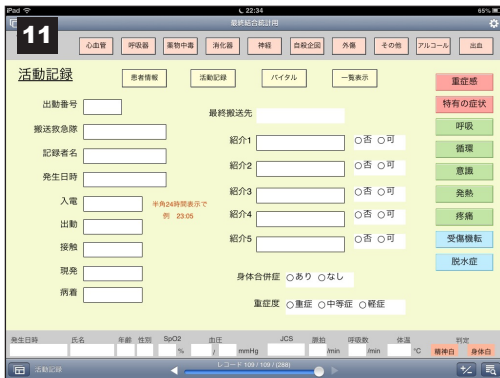 iPad 22:34 65%
11
最終結合統計用
心血管 呼吸器 薬物中毒 消化器 神経 自殺企図 外傷 その他 アルコール 出血
活動記録 患者情報 活動記録 バイタル 一覧表示
重症感
特有の症状
呼吸
循環
意識
発熱
疼痛
受傷機転
脱水症
出動番号
搬送救急隊
記録者名
発生日時
入電 半角24時間表示で
例 23:05
出動
接触
現発
病着
最終搬送先
紹介1 ○否 ○可
紹介2 ○否 ○可
紹介3 ○否 ○可
紹介4 ○否 ○可
紹介5 ○否 ○可
身体合併症 ○あり ○なし
重症度 ○重症 ○中等症 ○軽症
発生日時 氏名 年齢 性別 SpO2 血圧 JCS 脈拍 呼吸数 体温 判定
% / mmHg /min /min °C 精神白 身体白
活動記録 レコード 109 / 109 / (268)